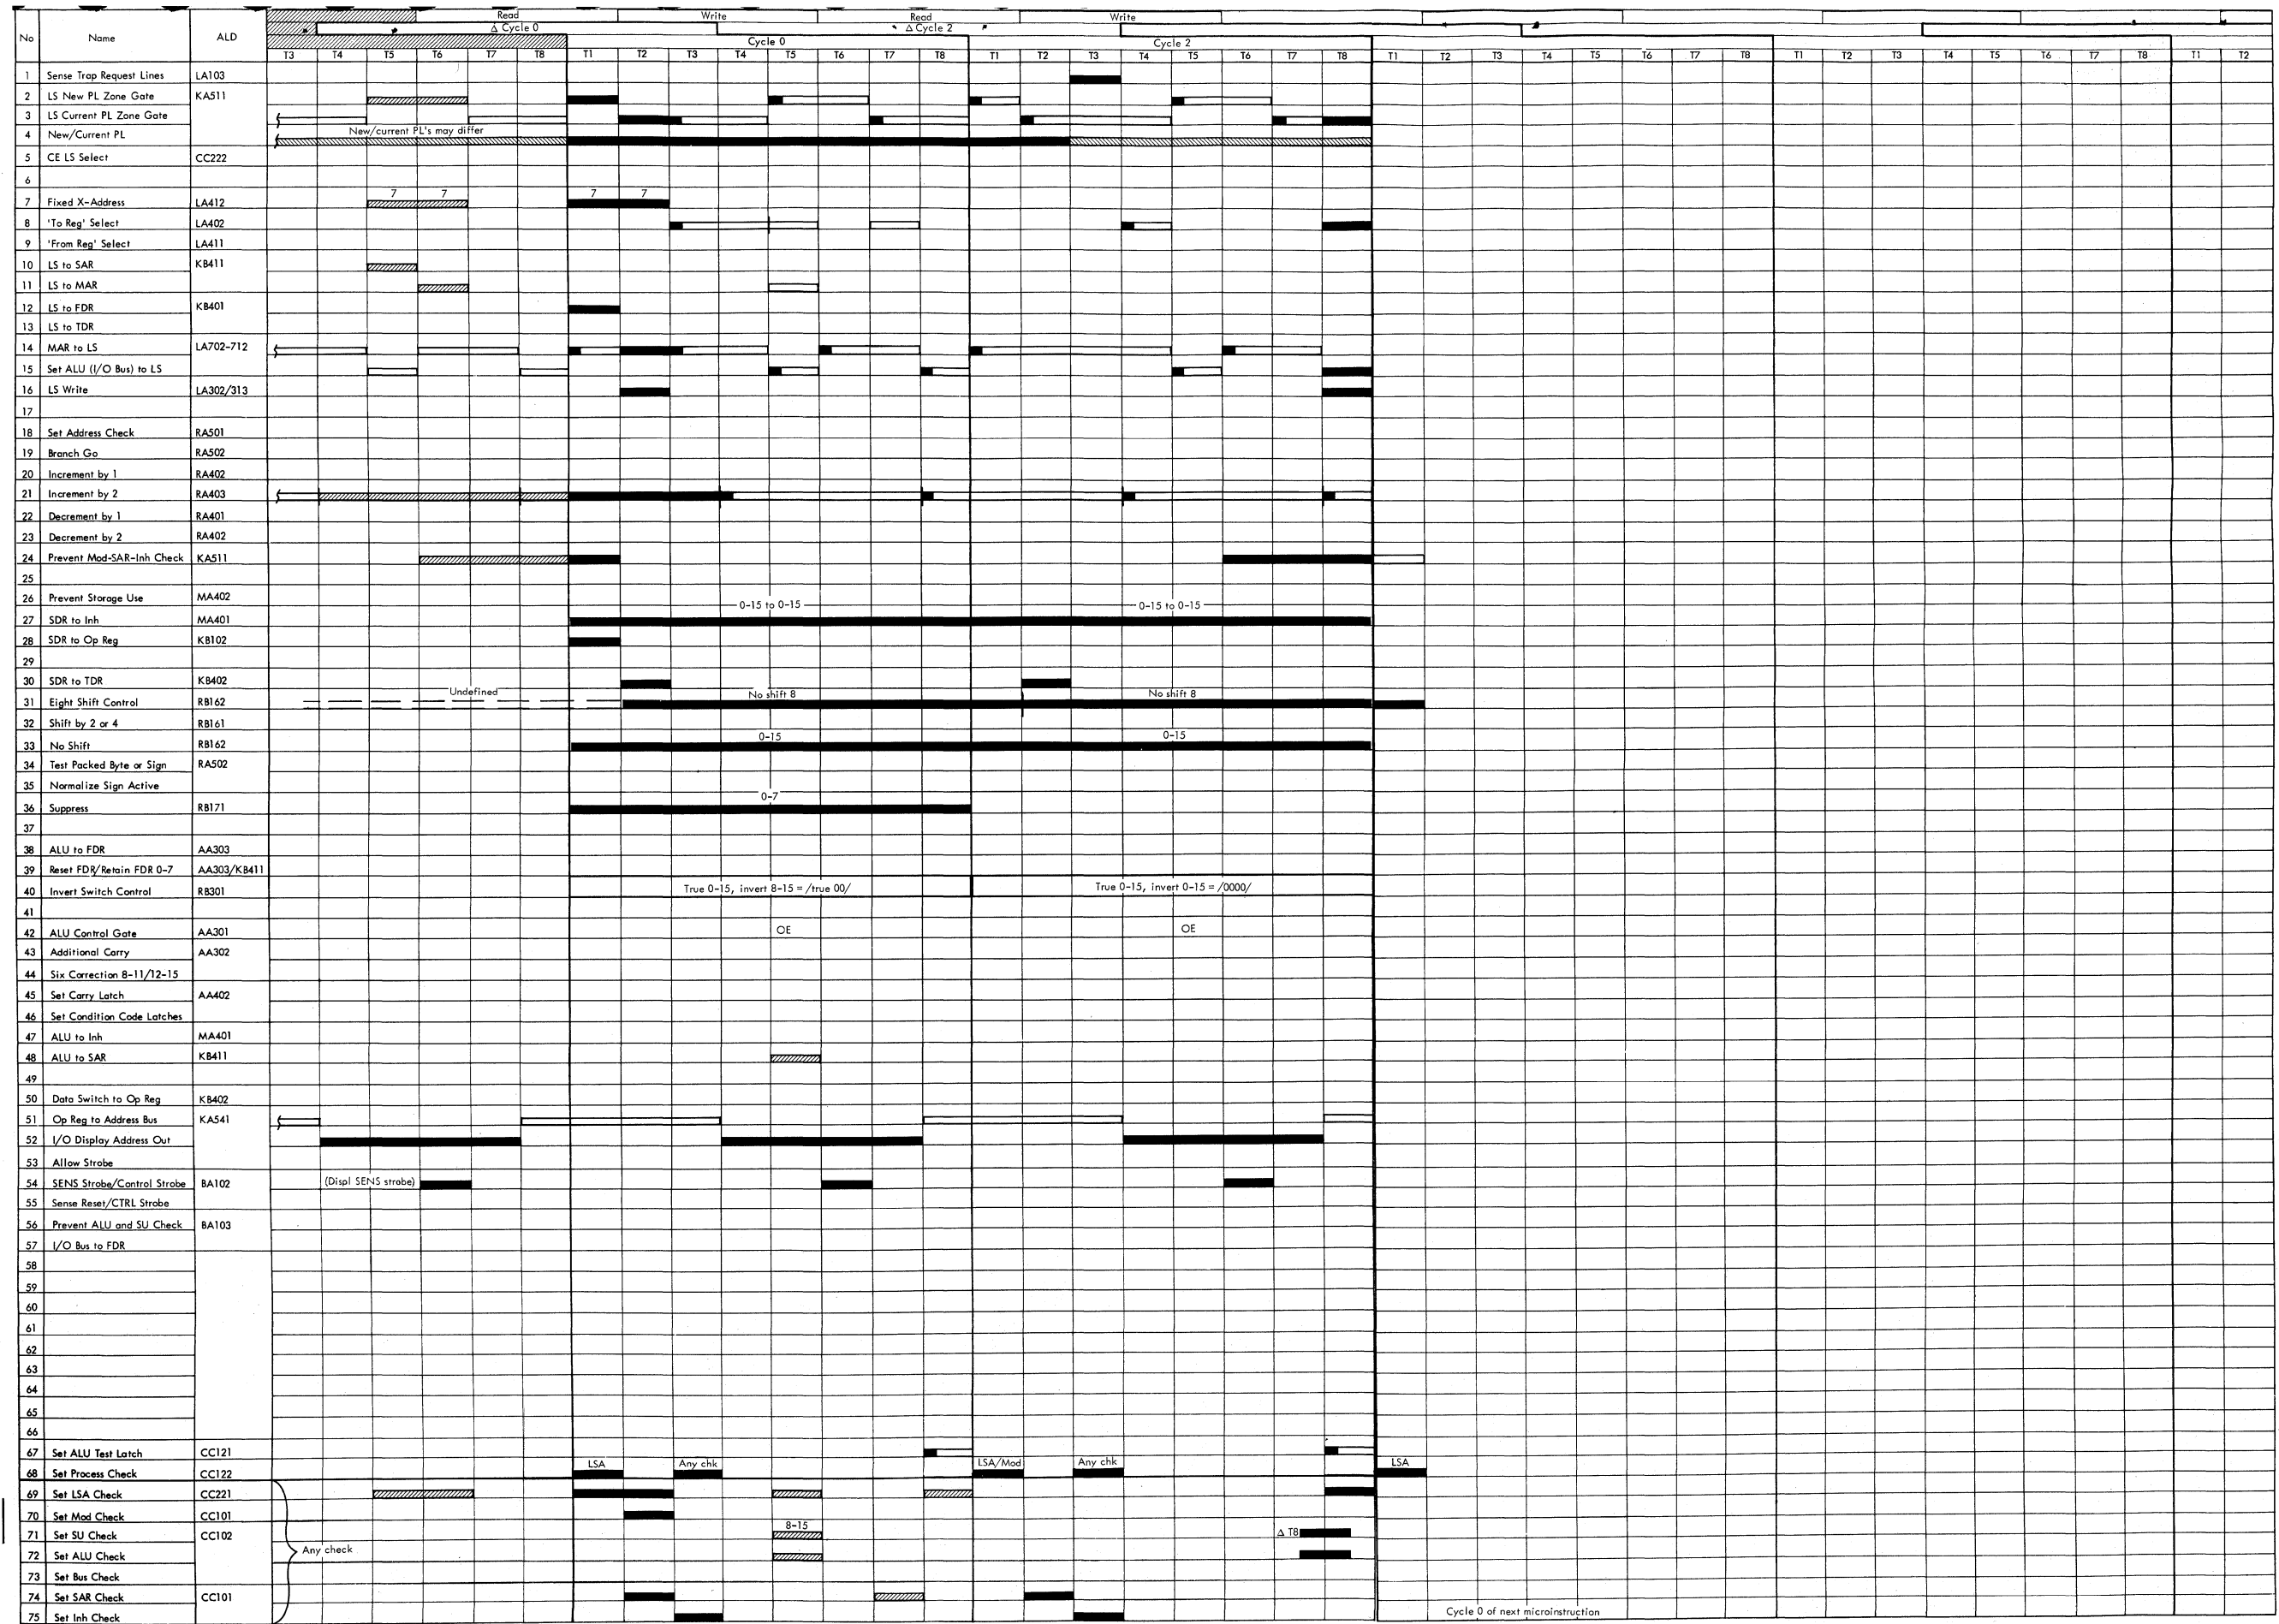 Read Write Read Write
Δ Cycle 0 Δ Cycle 2
No Name ALD Cycle 0 Cycle 2
T3 T4 T5 T6 T7 T8 T1 T2 T3 T4 T5 T6 T7 T8 T1 T2 T3 T4 T5 T6 T7 T8 T1 T2 T3 T4 T5 T6 T7 T8 T1 T2 T3 T4 T5 T6 T7 T8 T1 T2
1 Sense Trap Request Lines LA103
2 LS New PL Zone Gate KA511
3 LS Current PL Zone Gate
4 New/Current PL New/current PL's may differ
5 CE LS Select CC222
6
7 Fixed X-Address LA412 7 7 7 7
8 'To Reg' Select LA402
9 'From Reg' Select LA411
10 LS to SAR KB411
11 LS to MAR
12 LS to FDR KB401
13 LS to TDR
14 MAR to LS LA702-712
15 Set ALU (I/O Bus) to LS
16 LS Write LA302/313
17
18 Set Address Check RA501
19 Branch Go RA502
20 Increment by 1 RA402
21 Increment by 2 RA403
22 Decrement by 1 RA401
23 Decrement by 2 RA402
24 Prevent Mod-SAR-Inh Check KA511
25
26 Prevent Storage Use MA402
0-15 to 0-15 0-15 to 0-15
27 SDR to Inh MA401
28 SDR to Op Reg KB102
29
30 SDR to TDR KB402
Undefined No shift 8 No shift 8
31 Eight Shift Control RB162
32 Shift by 2 or 4 RB161
0-15 0-15
33 No Shift RB162
34 Test Packed Byte or Sign RA502
35 Normalize Sign Active
0-7
36 Suppress RB171
37
38 ALU to FDR AA303
39 Reset FDR/Retain FDR 0-7 AA303/KB411
40 Invert Switch Control RB301 True 0-15, invert 8-15 = /true 00/ True 0-15, invert 0-15 = /0000/
41
42 ALU Control Gate AA301 OE OE
43 Additional Carry AA302
44 Six Correction 8-11/12-15
45 Set Carry Latch AA402
46 Set Condition Code Latches
47 ALU to Inh MA401
48 ALU to SAR KB411
49
50 Data Switch to Op Reg KB402
51 Op Reg to Address Bus KA541
52 I/O Display Address Out
53 Allow Strobe
54 SENS Strobe/Control Strobe BA102 (Displ SENS strobe)
55 Sense Reset/CTRL Strobe
56 Prevent ALU and SU Check BA103
57 I/O Bus to FDR
58
59
60
61
62
63
64
65
66
67 Set ALU Test Latch CC121
LSA Any chk LSA/Mod Any chk LSA
68 Set Process Check CC122
69 Set LSA Check CC221
70 Set Mod Check CC101
8-15
71 Set SU Check CC102 Δ T8
Any check
72 Set ALU Check
73 Set Bus Check
74 Set SAR Check CC101
75 Set Inh Check
Cycle 0 of next microinstruction